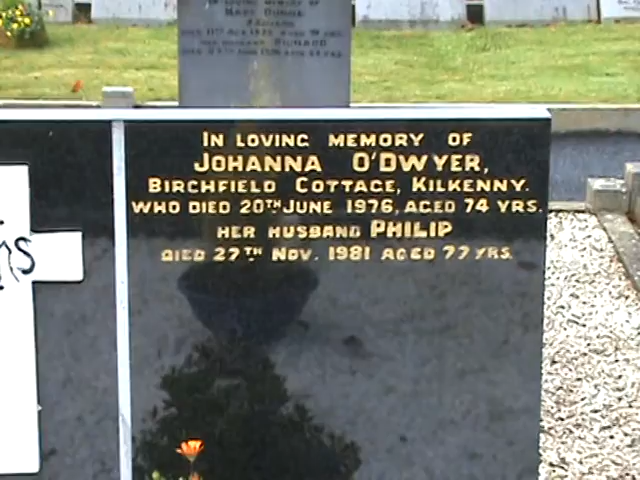 IN LOVING MEMORY OF
JOHANNA O'DWYER,
BIRCHFIELD COTTAGE, KILKENNY.
WHO DIED 20TH JUNE 1976, AGED 74 YRS.
HER HUSBAND PHILIP
DIED 27TH NOV. 1981 AGED 77 YRS.